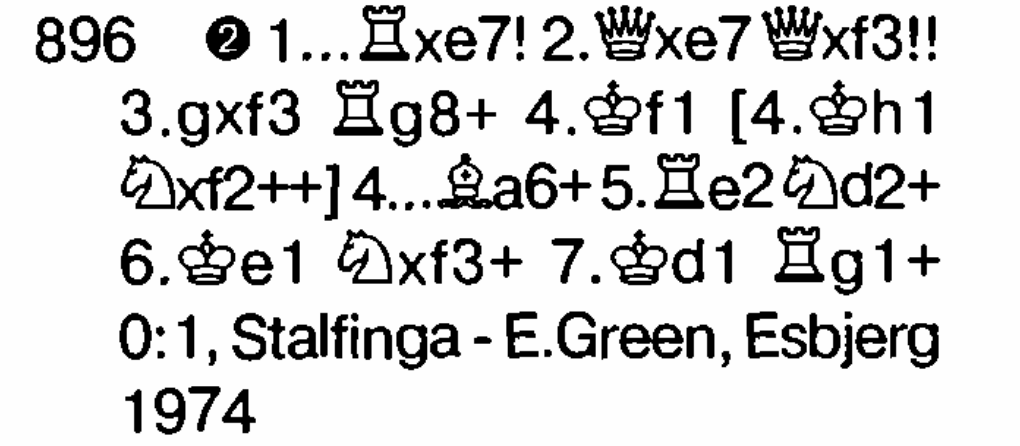 896 ❷ 1...♖xe7! 2.♕xe7 ♕xf3!!
3.gxf3 ♖g8+ 4.♔f1 [4.♔h1
♘xf2++] 4...♗a6+ 5.♖e2 ♘d2+
6.♔e1 ♘xf3+ 7.♔d1 ♖g1+
0:1, Stalfinga - E.Green, Esbjerg
1974